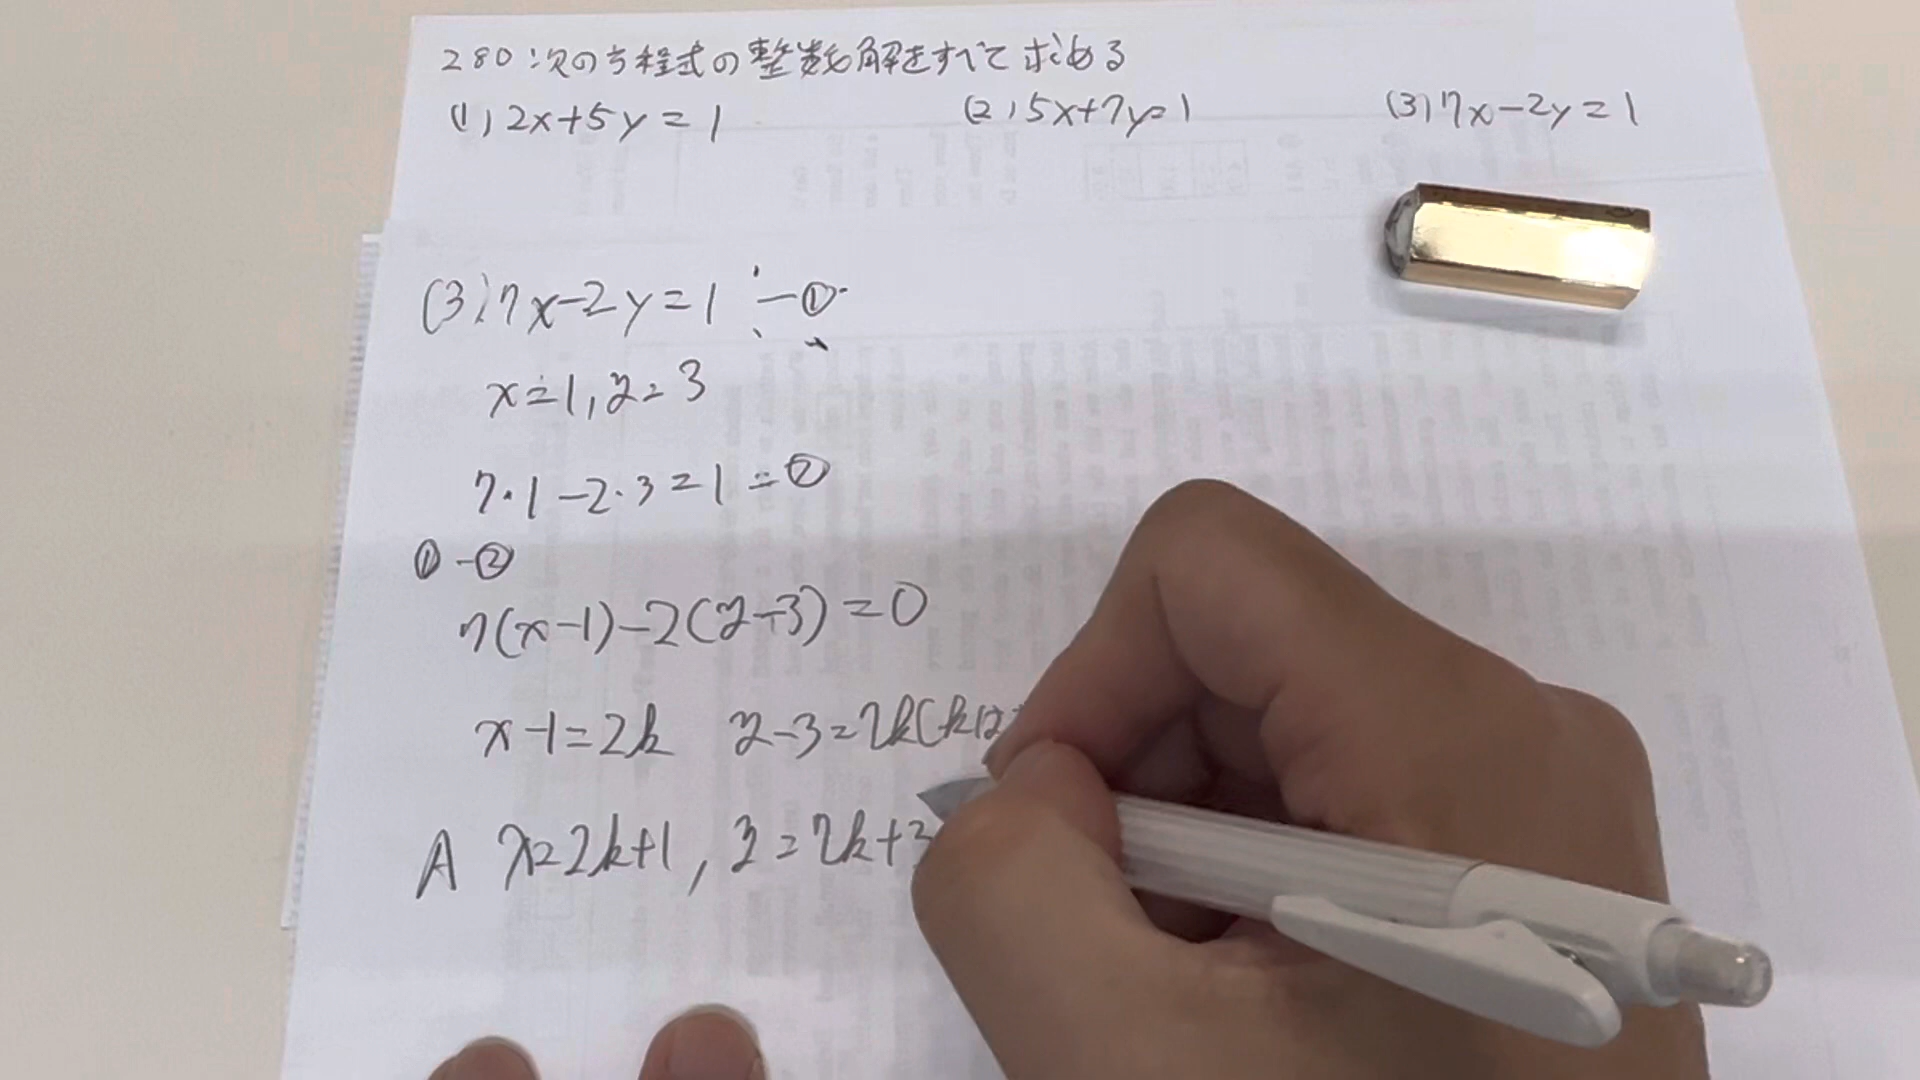 280 次の方程式の整数解をすべて求める
(1) 2x+5y=1 (2) 5x+7y=1 (3) 7x-2y=1
(3) 7x-2y=1 -①
x=1, y=3
7·1-2·3=1 -②
①-②
7(x-1)-2(y-3)=0
x-1=2k y-3=7k(kは
A x=2k+1, y=7k+3